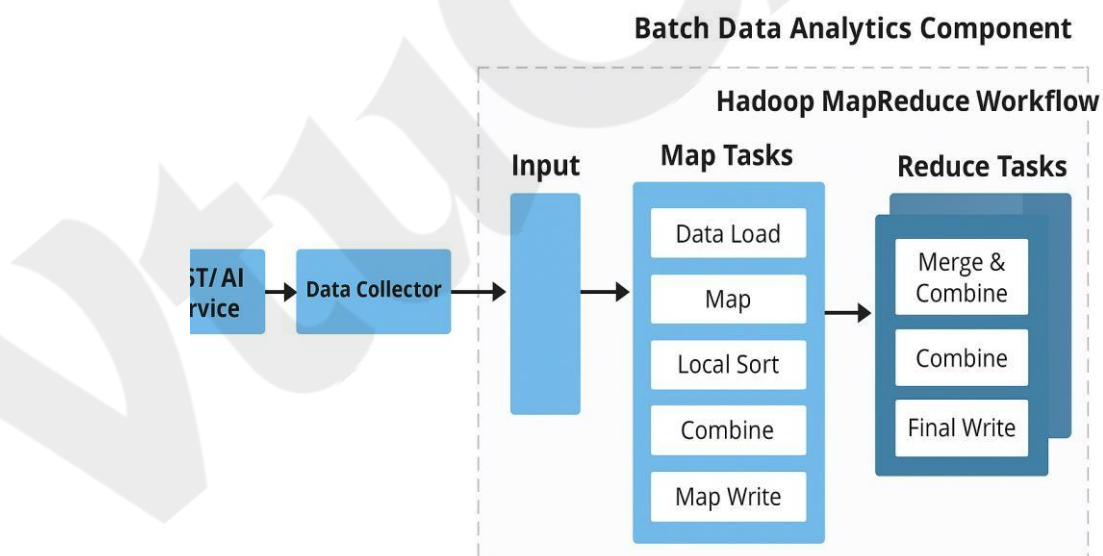 Batch Data Analytics Component
Hadoop MapReduce Workflow
Input
Map Tasks
Reduce Tasks
ST/ AI
rvice
Data Collector
Data Load
Map
Local Sort
Combine
Map Write
Merge &
Combine
Combine
Final Write